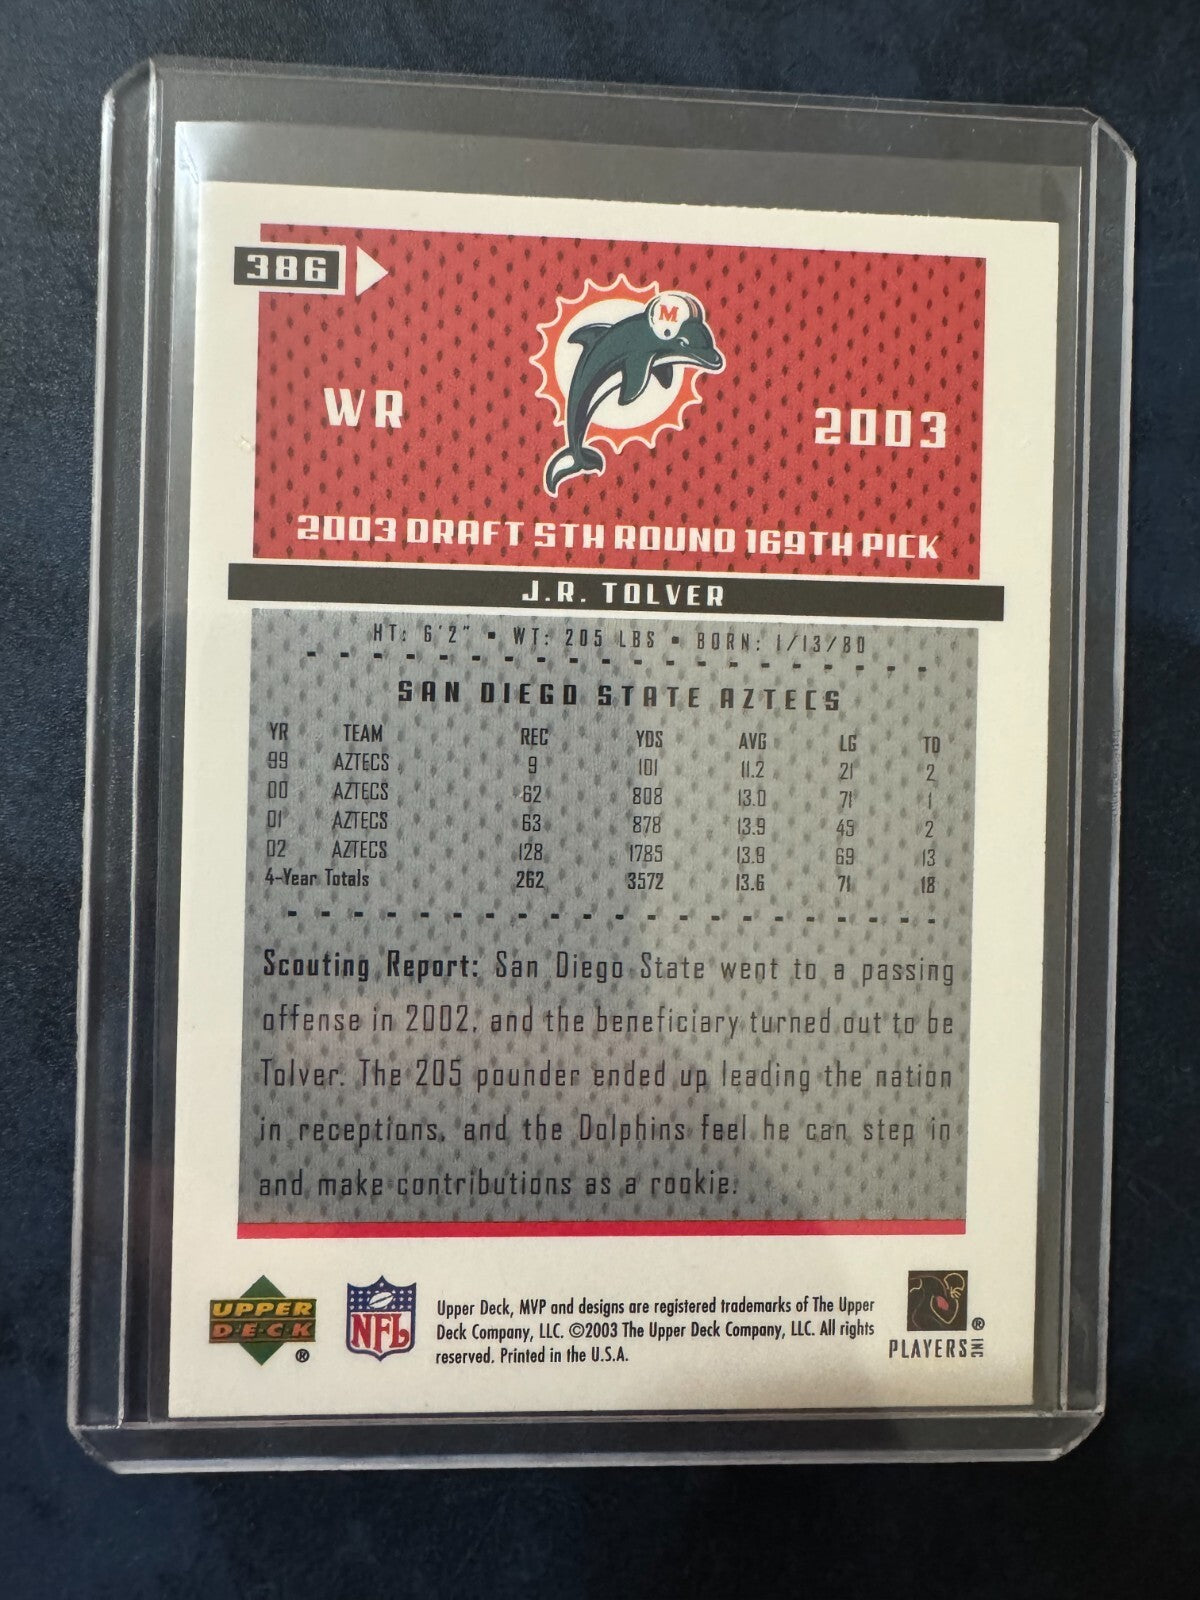 386
M
WR
2003
2003 DRAFT 5TH ROUND 169TH PICK
J.R. TOLVER
HT: 6'2" ▪ WT: 205 LBS ▪ BORN: 1/13/80
SAN DIEGO STATE AZTECS
YR TEAM REC YDS AVG LG TD
99 AZTECS 9 101 11.2 21 2
00 AZTECS 62 808 13.0 71 1
01 AZTECS 63 878 13.9 45 2
02 AZTECS 128 1785 13.9 69 13
4-Year Totals 262 3572 13.6 71 18
Scouting Report: San Diego State went to a passing
offense in 2002, and the beneficiary turned out to be
Tolver. The 205 pounder ended up leading the nation
in receptions, and the Dolphins feel he can step in
and make contributions as a rookie.
UPPER
DECK
®
NFL
Upper Deck, MVP and designs are registered trademarks of The Upper
Deck Company, LLC. ©2003 The Upper Deck Company, LLC. All rights
reserved. Printed in the U.S.A.
®
PLAYERS INC